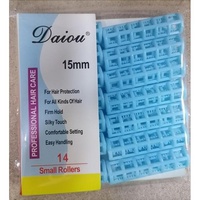 Daiou
15mm
PROFESSIONAL HAIR CARE
For Hair Protection
For All Kinds Of Hair
Firm Hold
Silky Touch
Comfortable Setting
Easy Handling
14
Small Rollers